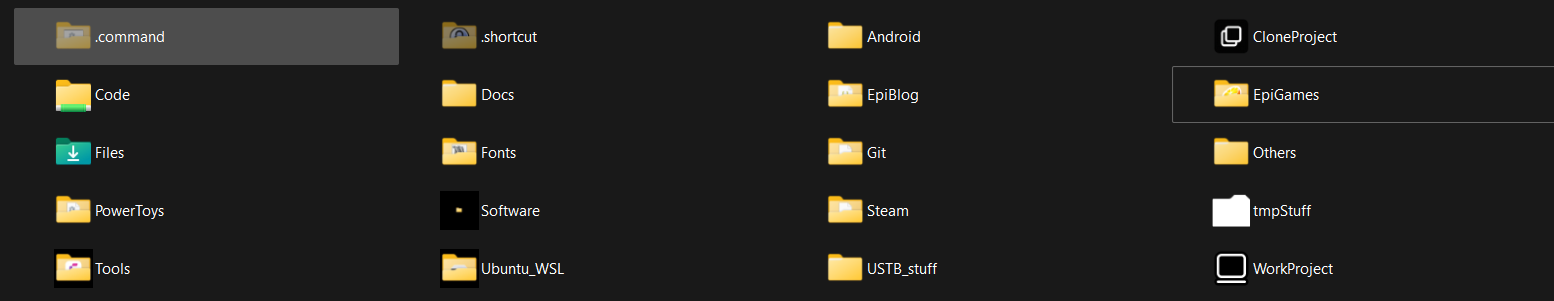 .command
.shortcut
Android
CloneProject
Code
Docs
EpiBlog
EpiGames
Files
Fonts
Git
Others
PowerToys
Software
Steam
tmpStuff
Tools
Ubuntu_WSL
USTB_stuff
WorkProject